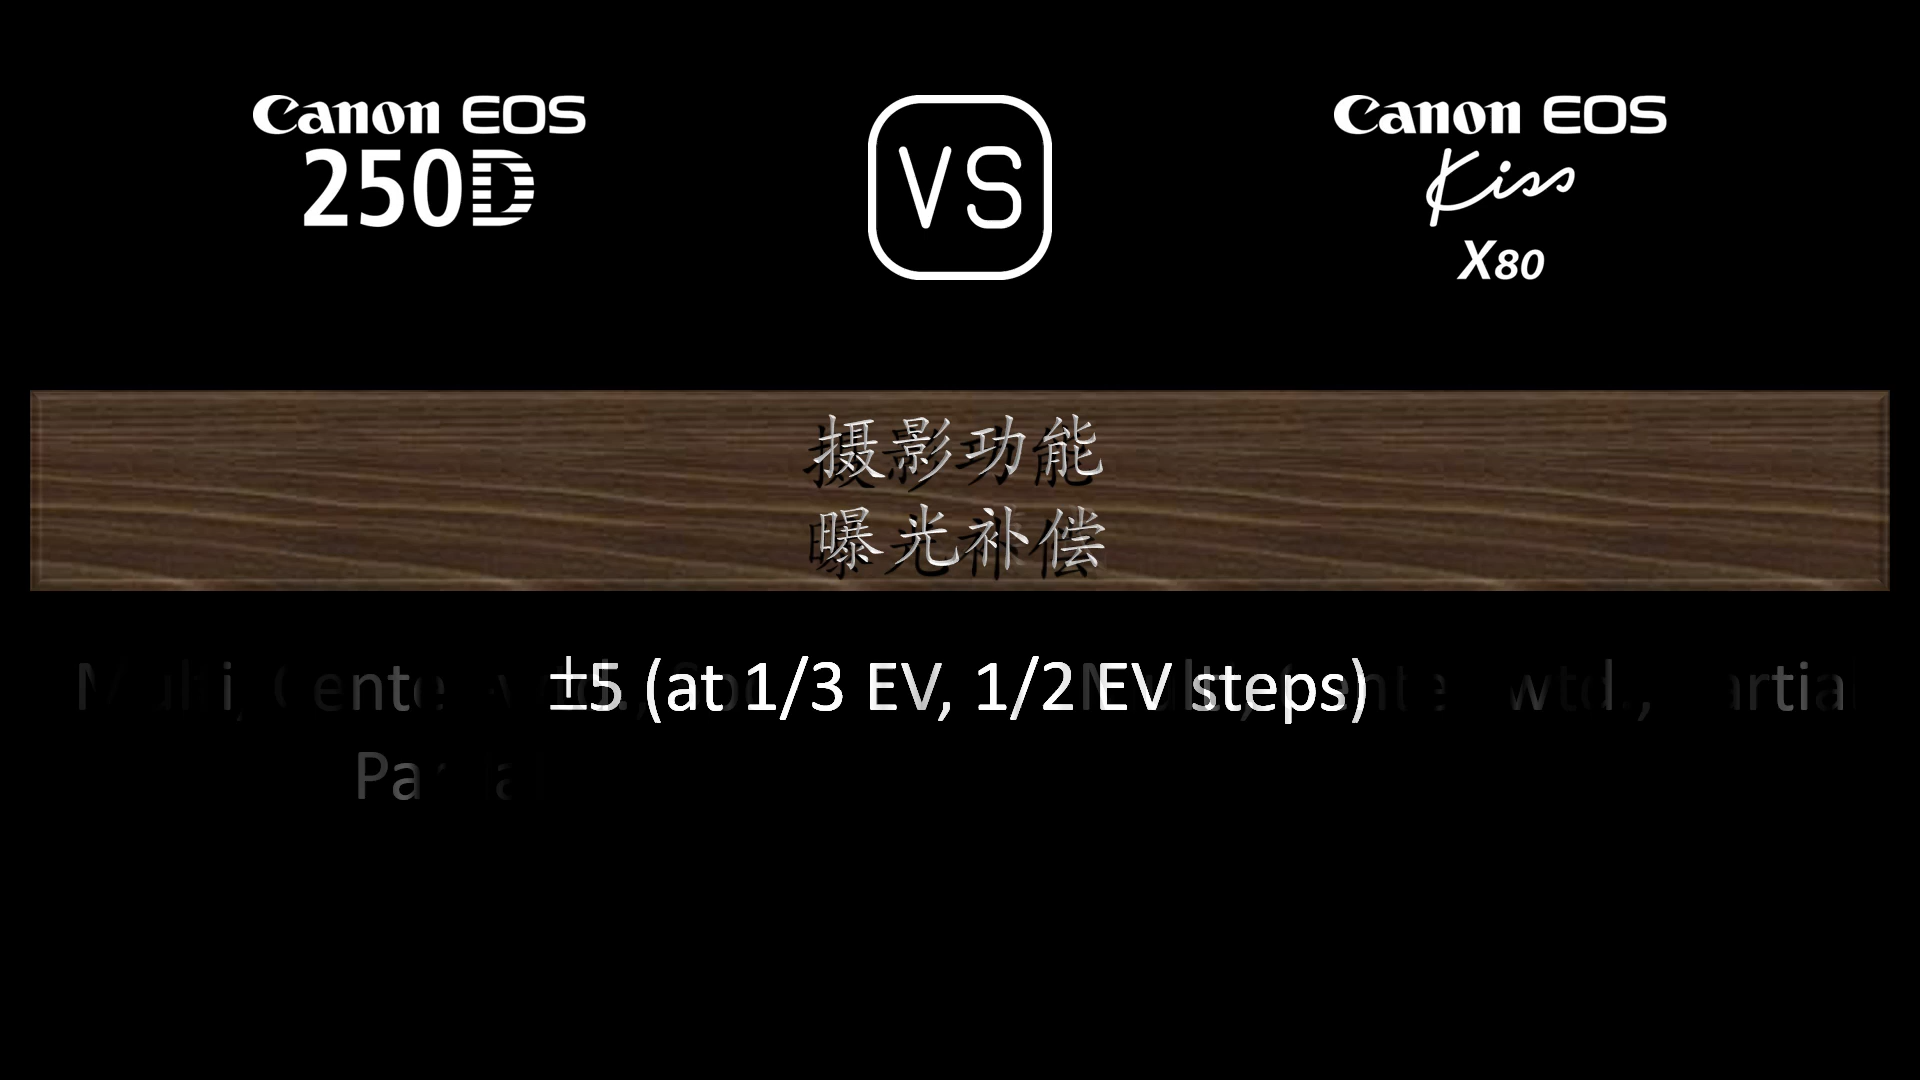 Canon EOS
250D
VS
Canon EOS
Kiss
X80
摄影功能
曝光补偿
±5 (at 1/3 EV, 1/2 EV steps)